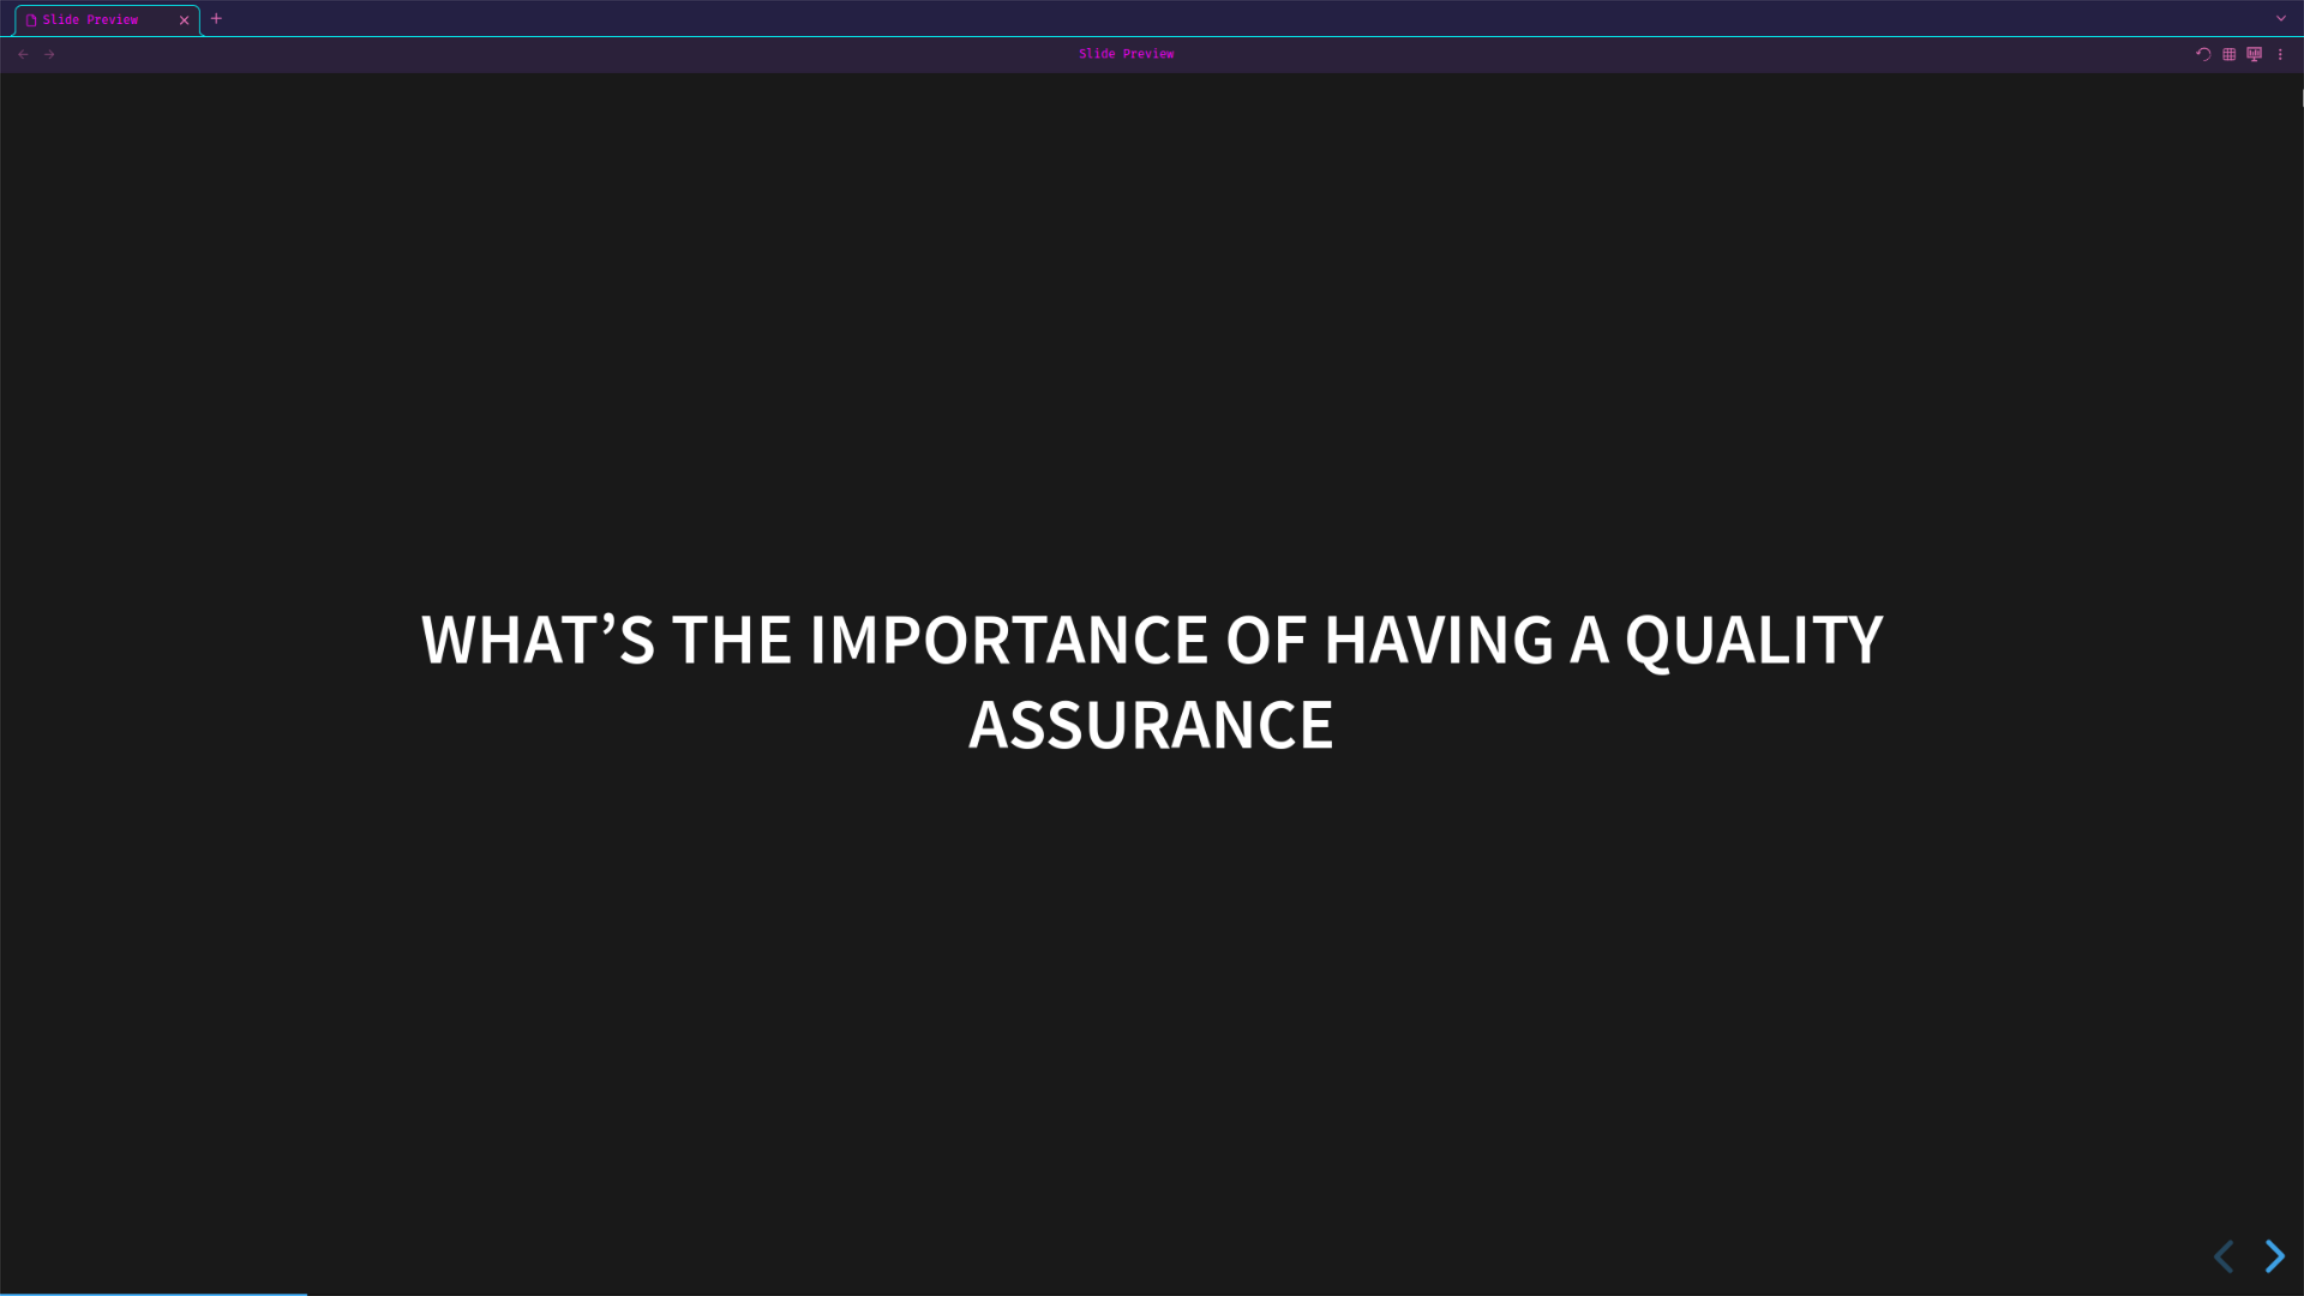 Slide Preview
Slide Preview
WHAT’S THE IMPORTANCE OF HAVING A QUALITY
ASSURANCE